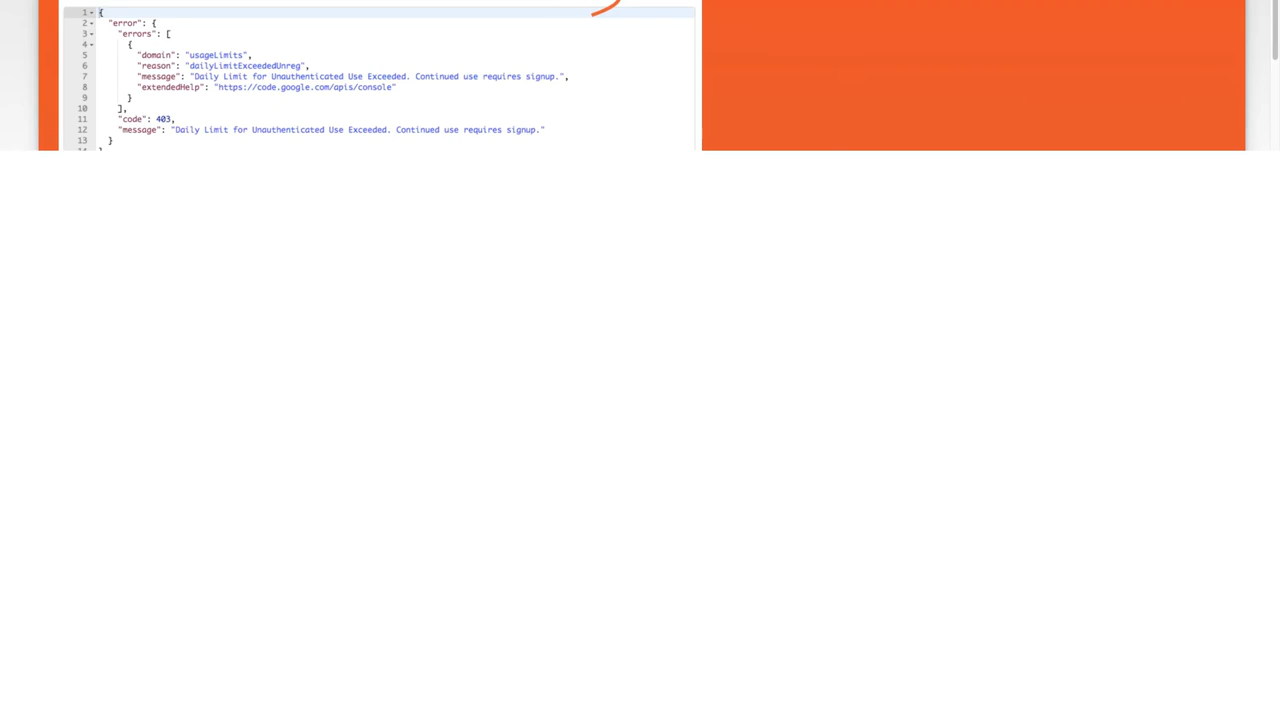 1 {
2 "error": {
3 "errors": [
4 {
5 "domain": "usageLimits",
6 "reason": "dailyLimitExceededUnreg",
7 "message": "Daily Limit for Unauthenticated Use Exceeded. Continued use requires signup.",
8 "extendedHelp": "https://code.google.com/apis/console"
9 }
10 ],
11 "code": 403,
12 "message": "Daily Limit for Unauthenticated Use Exceeded. Continued use requires signup."
13 }